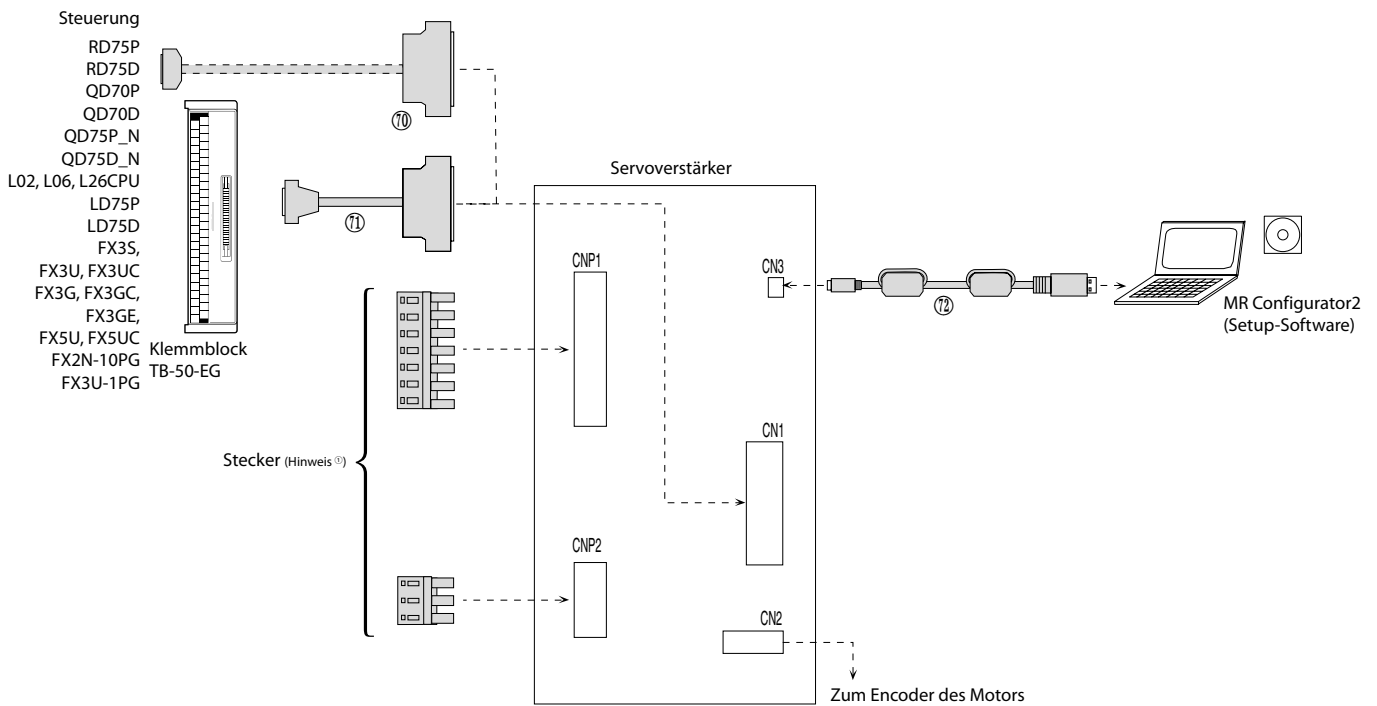 Steuerung
RD75P
RD75D
QD70P
QD70D
QD75P_N
QD75D_N
L02, L06, L26CPU
LD75P
LD75D
FX3S,
FX3U, FX3UC
FX3G, FX3GC,
FX3GE,
FX5U, FX5UC
FX2N-10PG
FX3U-1PG
Klemmblock
TB-50-EG
⑦⓪
⑦①
Stecker (Hinweis ①)
Servoverstärker
CNP1
CNP2
CN3
CN1
CN2
Zum Encoder des Motors
⑦②
MR Configurator2
(Setup-Software)